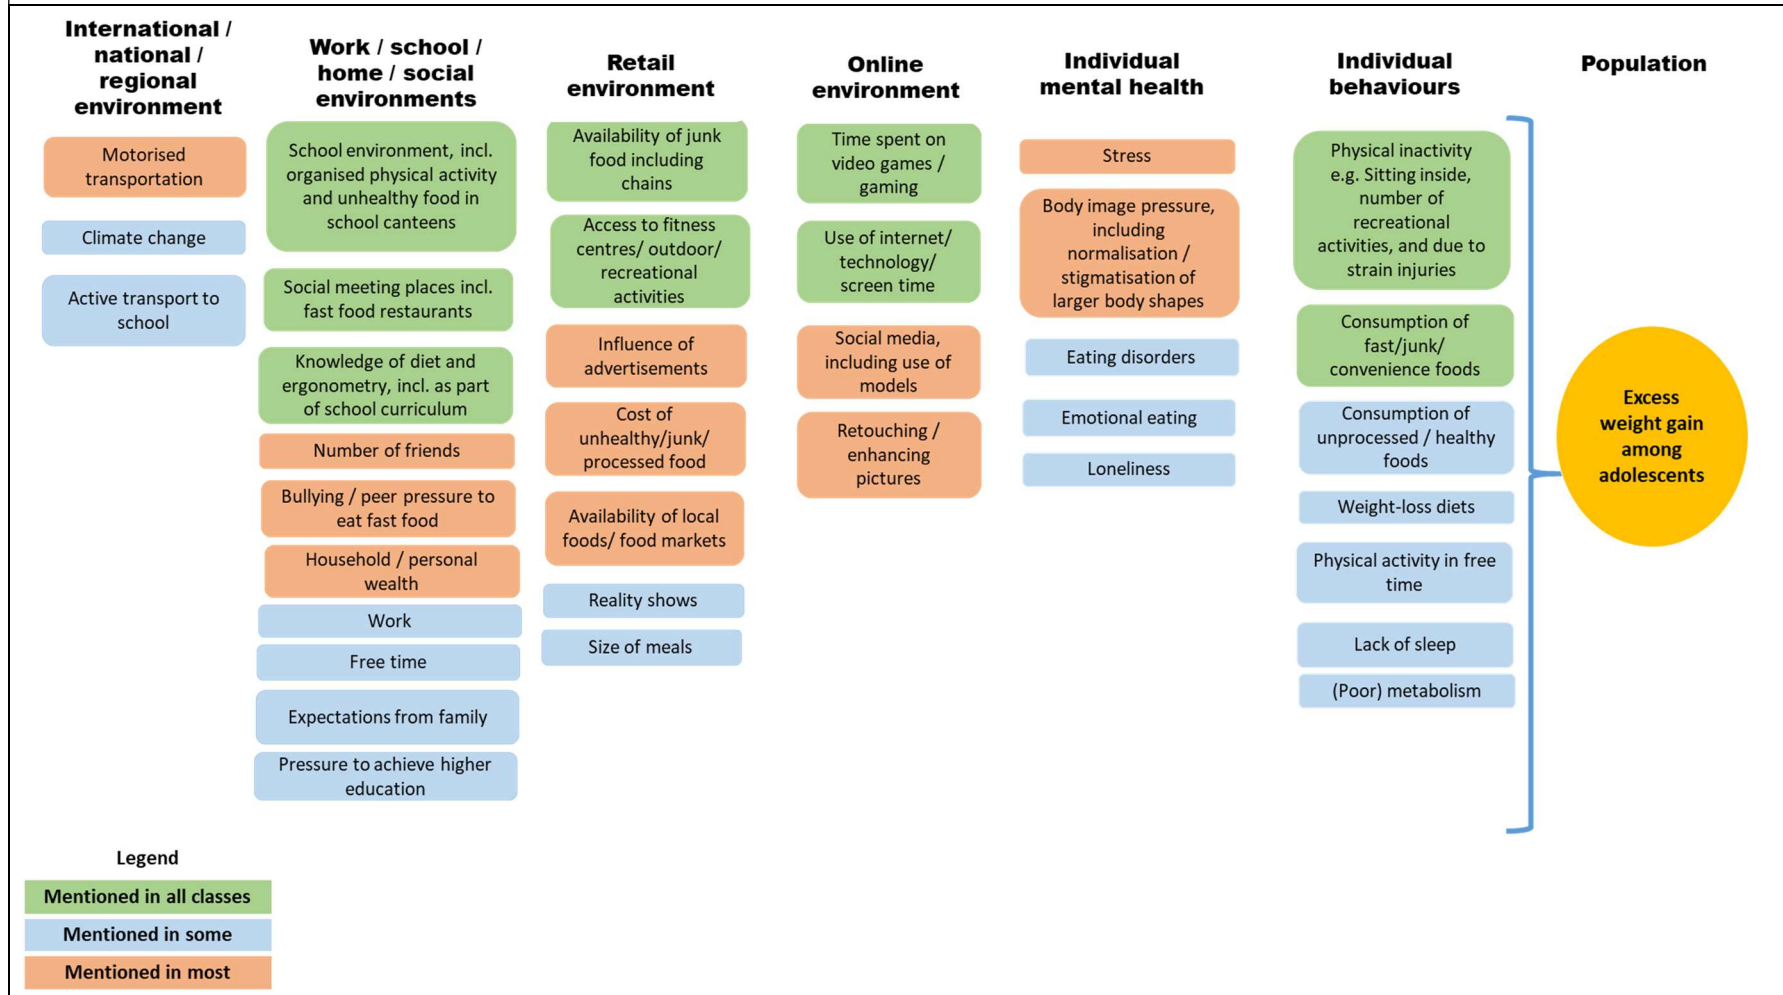 International /
national /
regional
environment
Motorised
transportation
Climate change
Active transport to
school
Work / school /
home / social
environments
School environment, incl.
organised physical activity
and unhealthy food in
school canteens
Social meeting places incl.
fast food restaurants
Knowledge of diet and
ergonometry, incl. as part
of school curriculum
Number of friends
Bullying / peer pressure to
eat fast food
Household / personal
wealth
Work
Free time
Expectations from family
Pressure to achieve higher
education
Retail
environment
Availability of junk
food including
chains
Access to fitness
centres/ outdoor/
recreational
activities
Influence of
advertisements
Cost of
unhealthy/junk/
processed food
Availability of local
foods/ food markets
Reality shows
Size of meals
Online
environment
Time spent on
video games /
gaming
Use of internet/
technology/
screen time
Social media,
including use of
models
Retouching /
enhancing
pictures
Individual
mental health
Stress
Body image pressure,
including
normalisation /
stigmatisation of
larger body shapes
Eating disorders
Emotional eating
Loneliness
Individual
behaviours
Physical inactivity
e.g. Sitting inside,
number of
recreational
activities, and due to
strain injuries
Consumption of
fast/junk/
convenience foods
Consumption of
unprocessed / healthy
foods
Weight-loss diets
Physical activity in free
time
Lack of sleep
(Poor) metabolism
Population
Excess
weight gain
among
adolescents
Legend
Mentioned in all classes
Mentioned in some
Mentioned in most